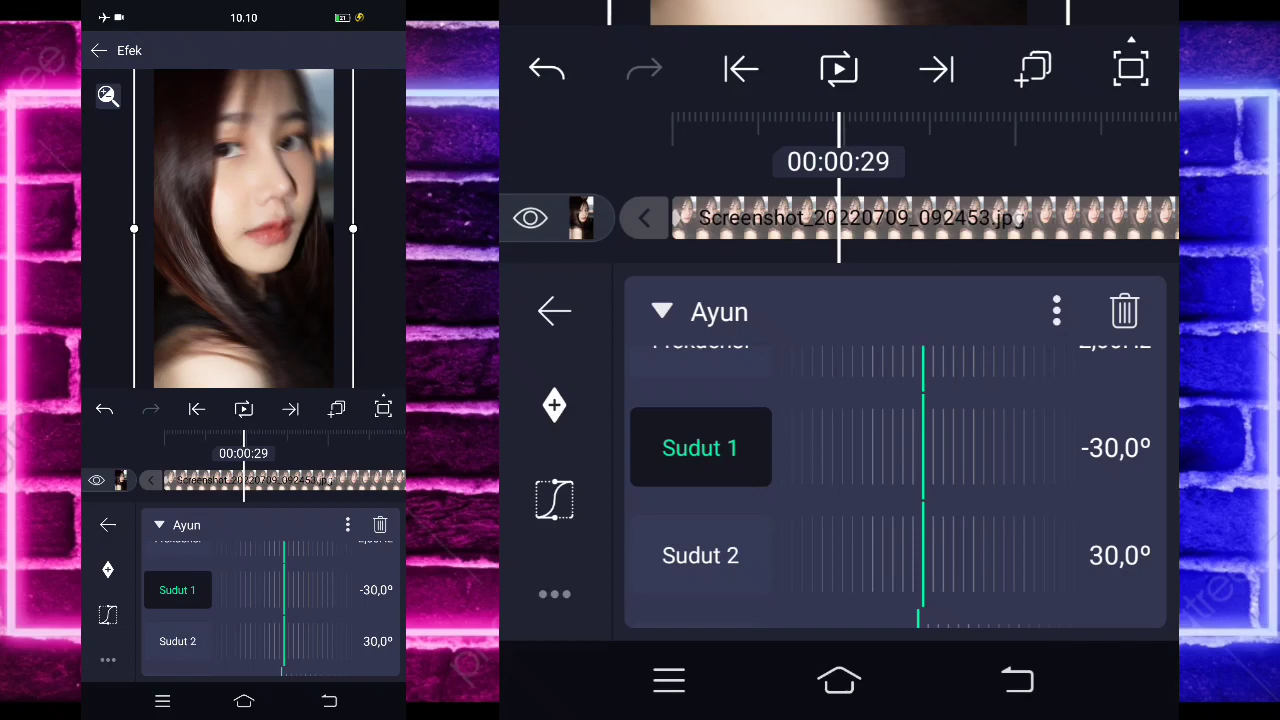 10.10
21
Efek
00:00:29
Screenshot_20220709_092453.jpg
Ayun
Sudut 1
-30,0º
Sudut 2
30,0º
00:00:29
Screenshot_20220709_092453.jpg
Ayun
Sudut 1
-30,0º
Sudut 2
30,0º